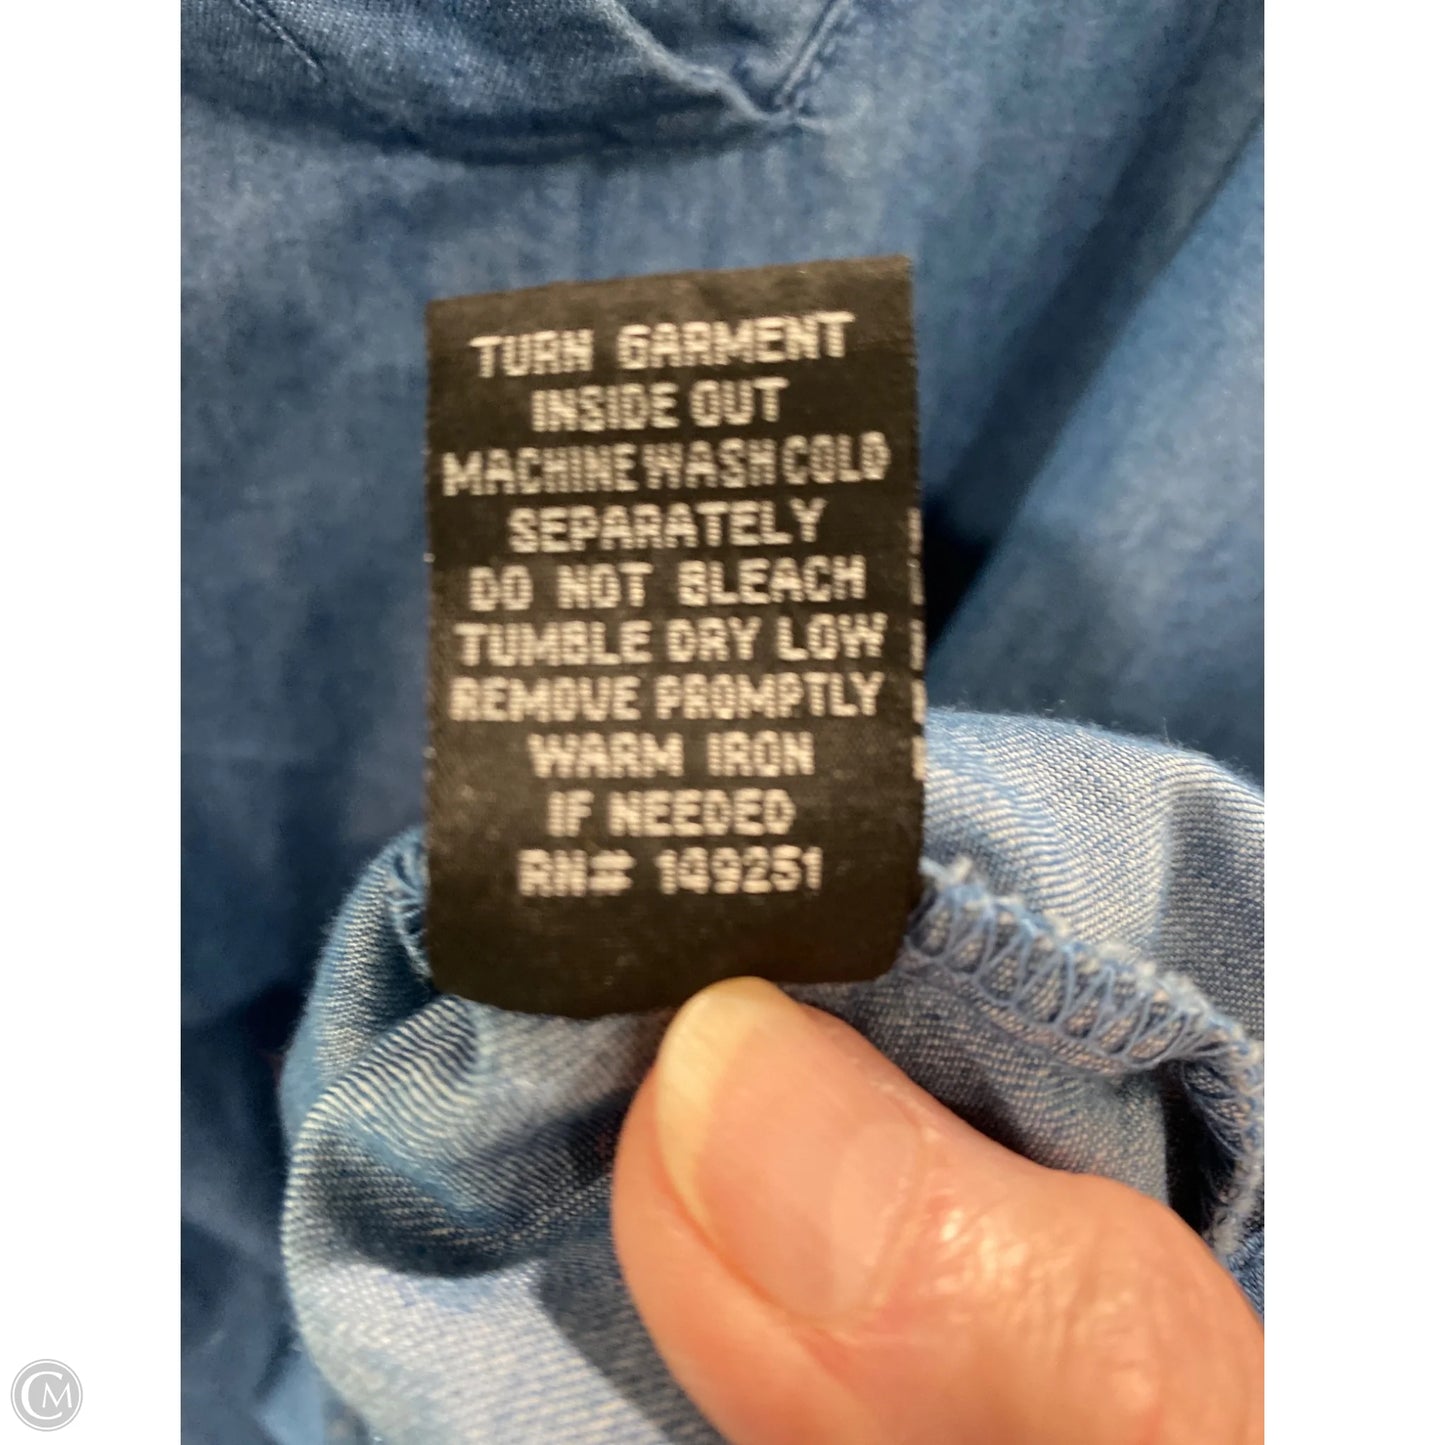 TURN GARMENT
INSIDE OUT
MACHINE WASH COLD
SEPARATELY
DO NOT BLEACH
TUMBLE DRY LOW
REMOVE PROMPTLY
WARM IRON
IF NEEDED
RN# 149251
CM